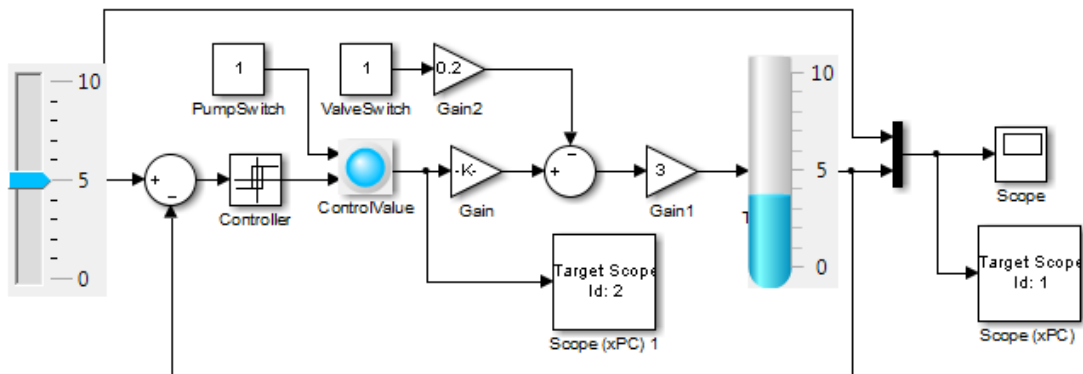 10
5
0
+
-
1
PumpSwitch
1
ValveSwitch
0.2
Gain2
Controller
ControlValue
-K-
Gain
-
+
3
Gain1
T
10
5
0
Target Scope
Id: 2
Scope (xPC) 1
Scope
Target Scope
Id: 1
Scope (xPC)